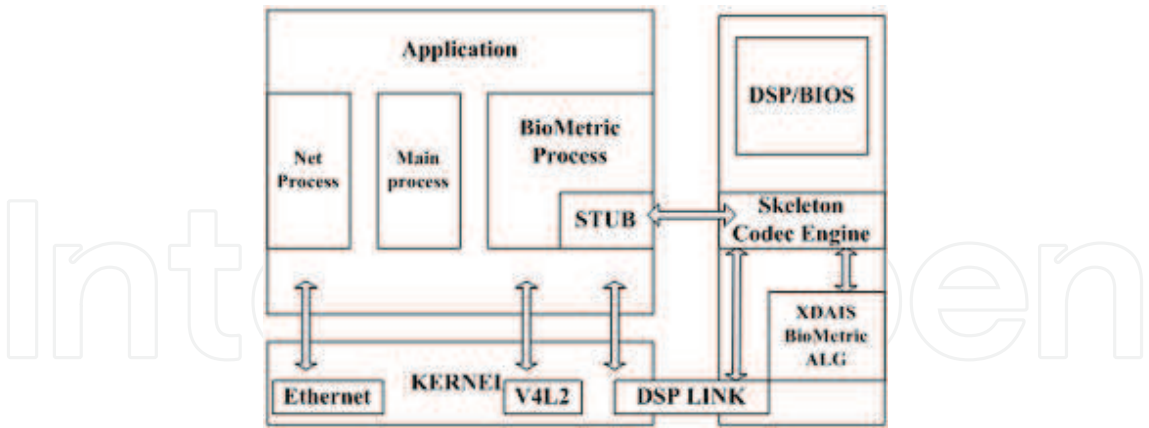 Application
Net
Process
Main
process
BioMetric
Process
STUB
Ethernet
KERNEL
V4L2
DSP LINK
DSP/BIOS
Skeleton
Codec Engine
XDAIS
BioMetric
ALG